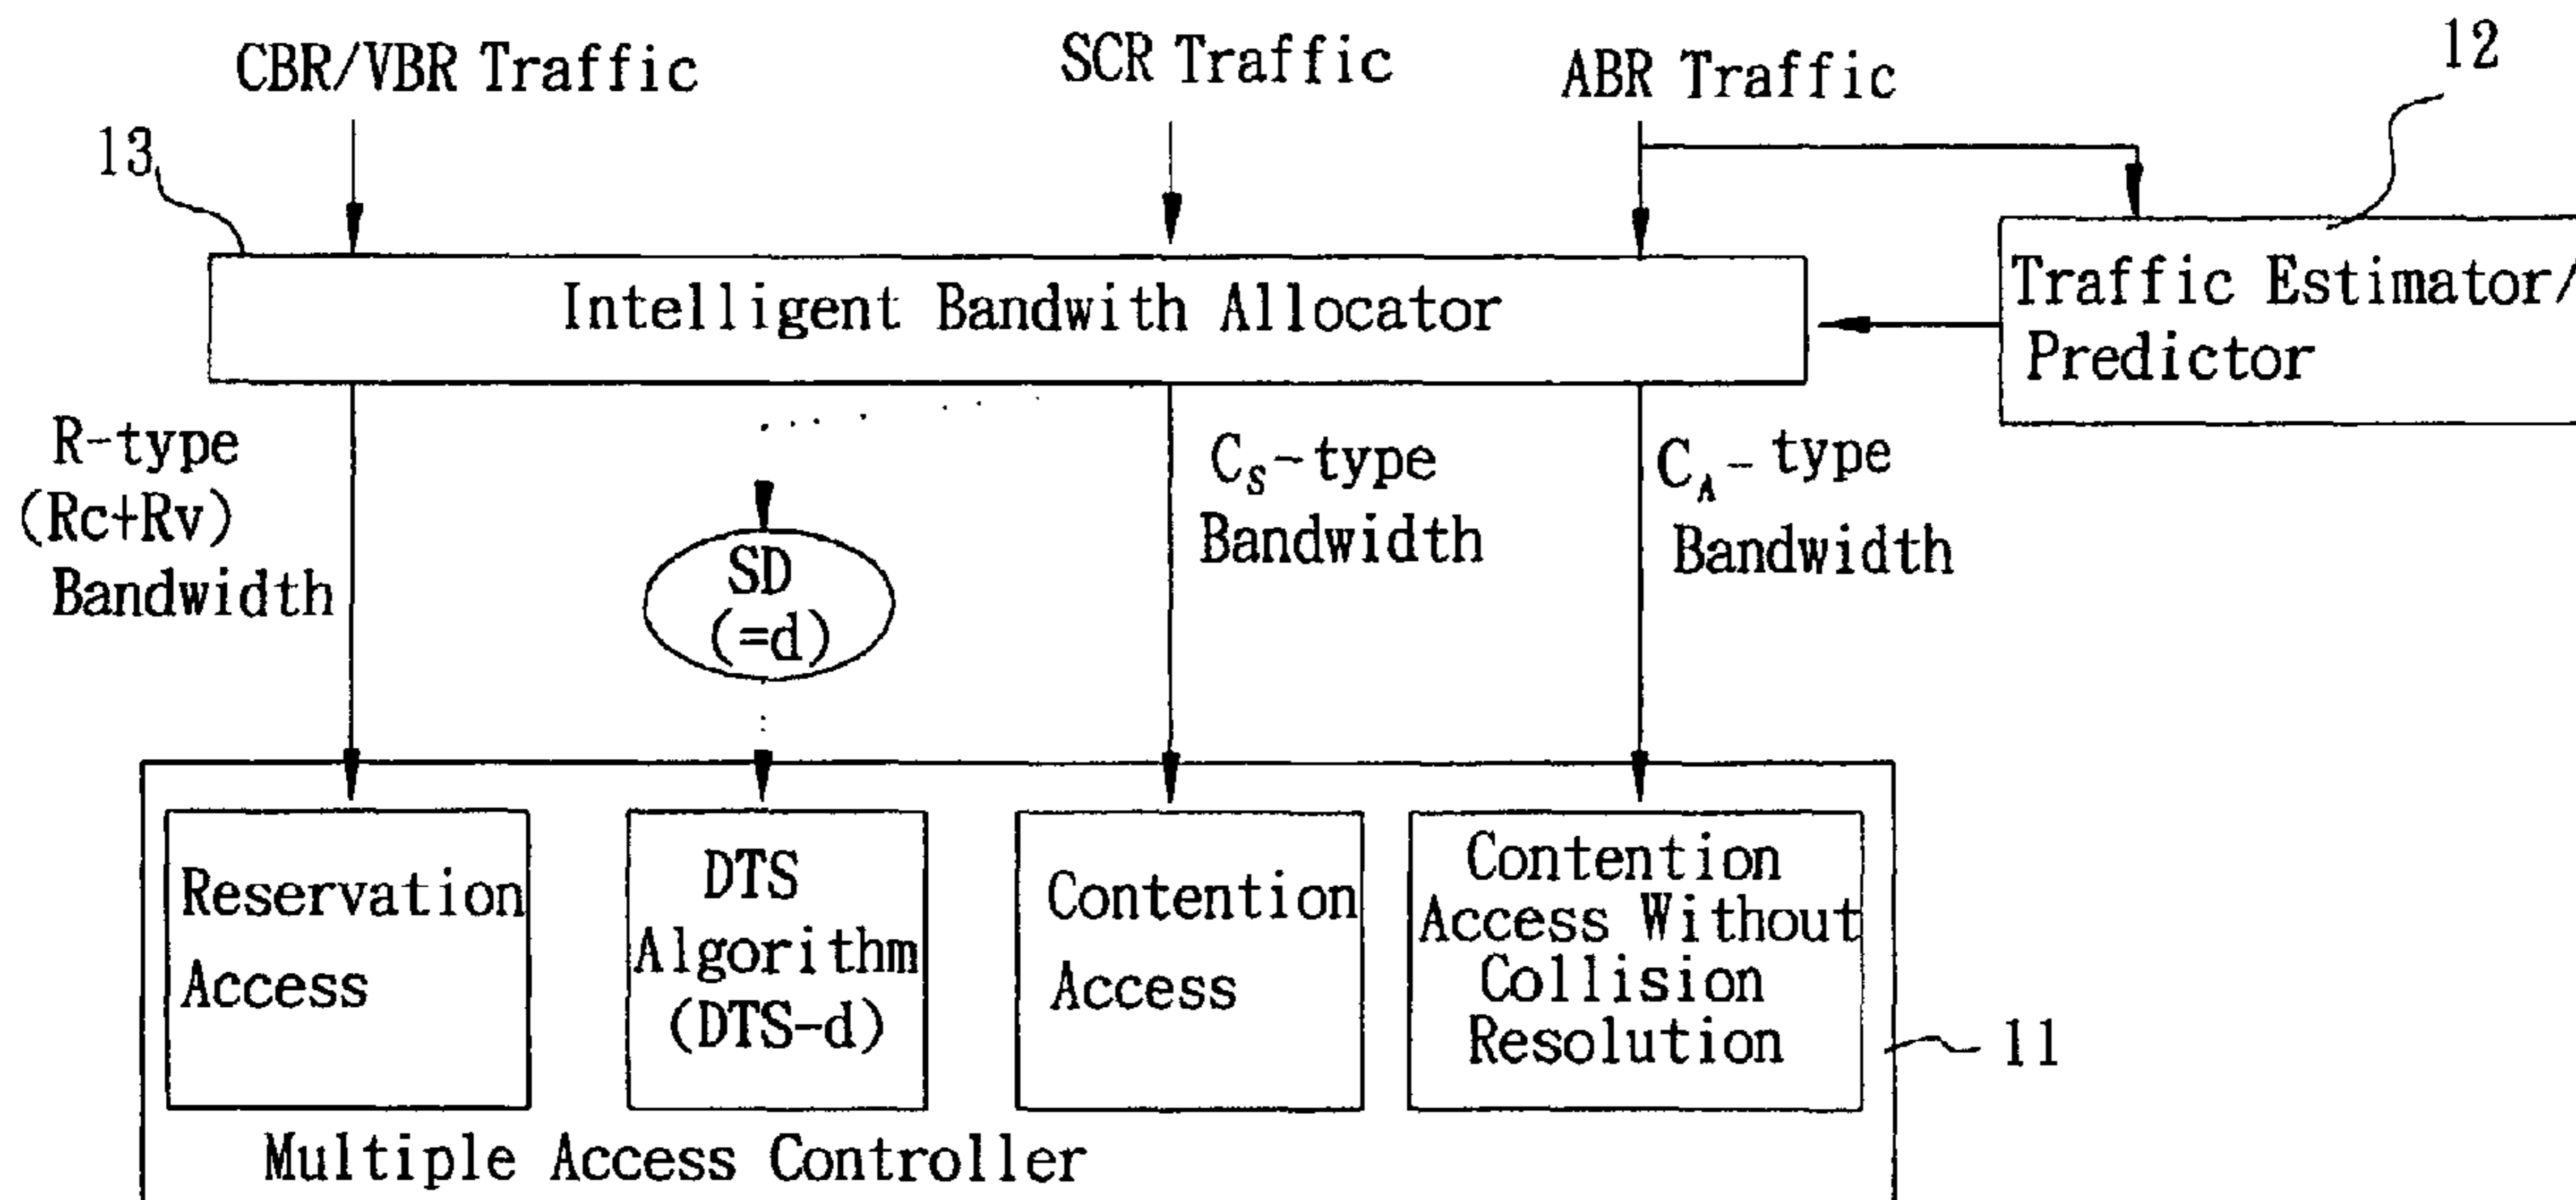 CBR/VBR Traffic
SCR Traffic
ABR Traffic
12
13
Intelligent Bandwith Allocator
Traffic Estimator/
Predictor
R-type
(Rc+Rv)
Bandwidth
SD
(=d)
CS-type
Bandwidth
CA-type
Bandwidth
Reservation
Access
DTS
Algorithm
(DTS-d)
Contention
Access
Contention
Access Without
Collision
Resolution
11
Multiple Access Controller